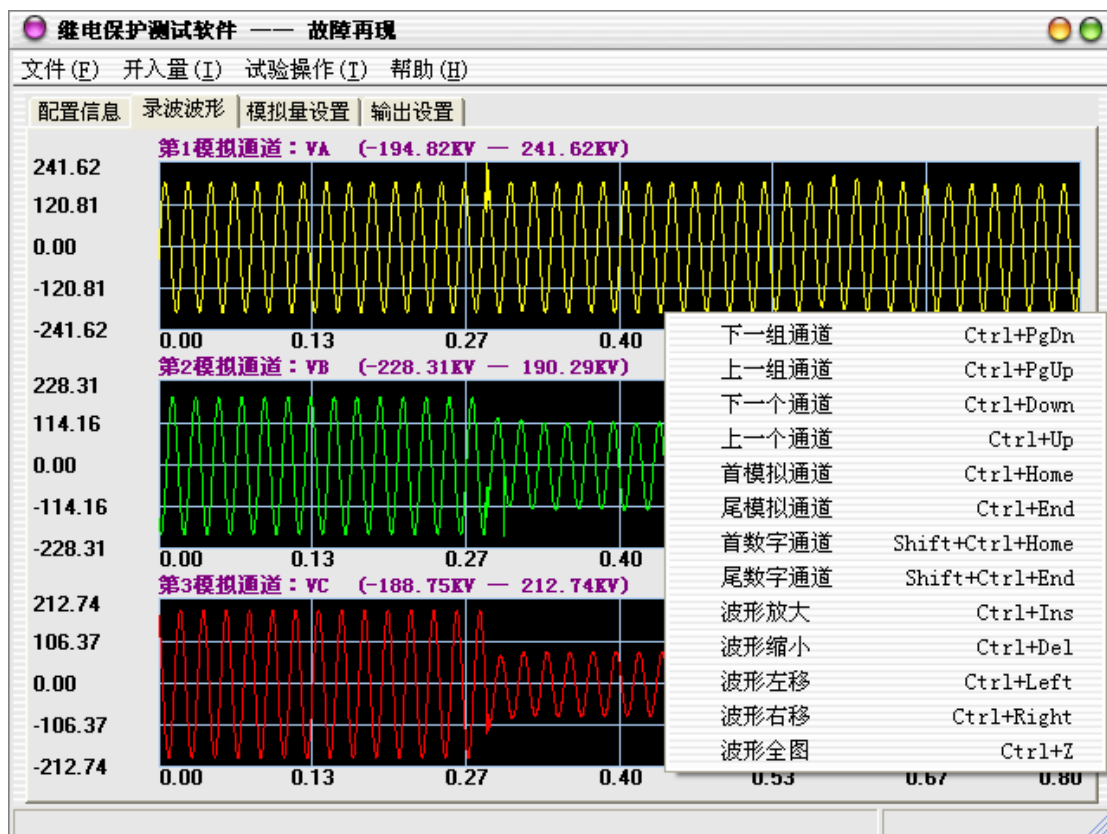 继电保护测试软件 —— 故障再现
文件(F) 开入量(I) 试验操作(T) 帮助(H)
配置信息 录波波形 模拟量设置 输出设置
第1模拟通道：VA (-194.82KV — 241.62KV)
241.62
120.81
0.00
-120.81
-241.62
0.00 0.13 0.27 0.40
第2模拟通道：VB (-228.31KV — 190.29KV)
228.31
114.16
0.00
-114.16
-228.31
0.00 0.13 0.27 0.40
第3模拟通道：VC (-188.75KV — 212.74KV)
212.74
106.37
0.00
-106.37
-212.74
0.00 0.13 0.27 0.40 0.53 0.67 0.80
下一组通道 Ctrl+PgDn
上一组通道 Ctrl+PgUp
下一个通道 Ctrl+Down
上一个通道 Ctrl+Up
首模拟通道 Ctrl+Home
尾模拟通道 Ctrl+End
首数字通道 Shift+Ctrl+Home
尾数字通道 Shift+Ctrl+End
波形放大 Ctrl+Ins
波形缩小 Ctrl+Del
波形左移 Ctrl+Left
波形右移 Ctrl+Right
波形全图 Ctrl+Z